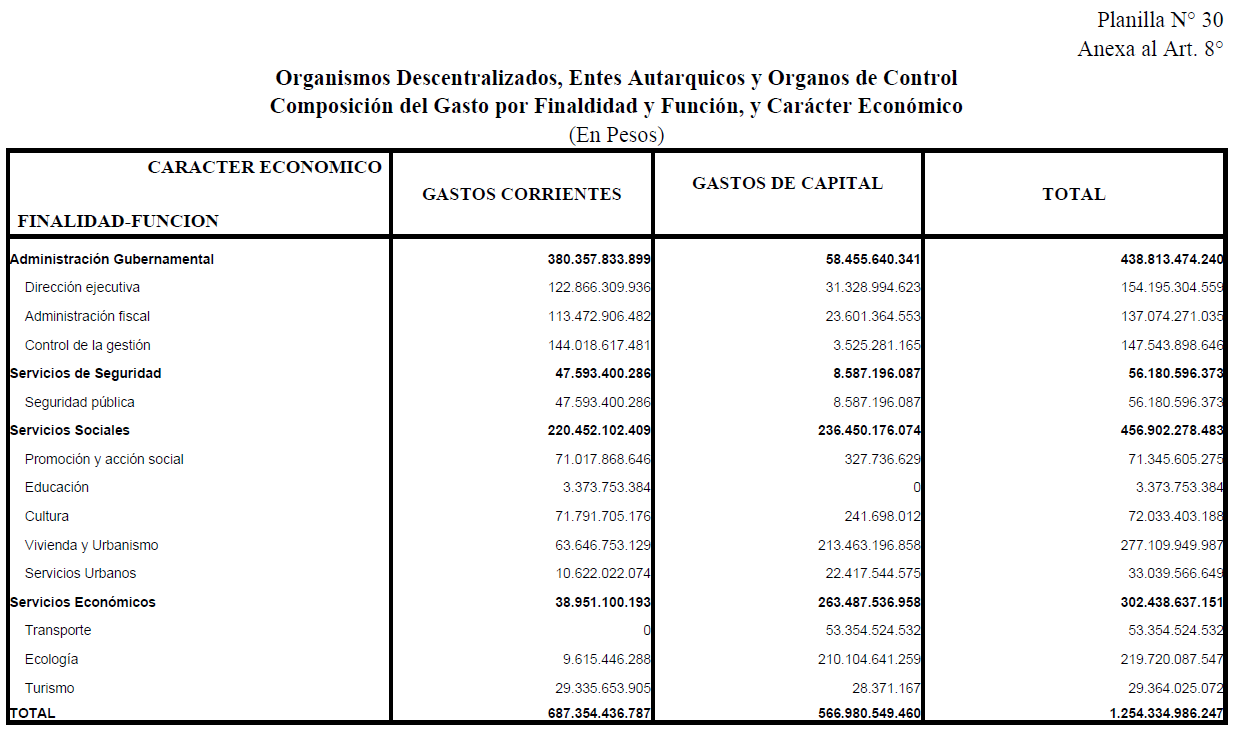 Planilla N° 30
Anexa al Art. 8°
Organismos Descentralizados, Entes Autarquicos y Organos de Control
Composición del Gasto por Finaldidad y Función, y Carácter Económico
(En Pesos)
CARACTER ECONOMICO
FINALIDAD-FUNCION GASTOS CORRIENTES GASTOS DE CAPITAL TOTAL
Administración Gubernamental 380.357.833.899 58.455.640.341 438.813.474.240
Dirección ejecutiva 122.866.309.936 31.328.994.623 154.195.304.559
Administración fiscal 113.472.906.482 23.601.364.553 137.074.271.035
Control de la gestión 144.018.617.481 3.525.281.165 147.543.898.646
Servicios de Seguridad 47.593.400.286 8.587.196.087 56.180.596.373
Seguridad pública 47.593.400.286 8.587.196.087 56.180.596.373
Servicios Sociales 220.452.102.409 236.450.176.074 456.902.278.483
Promoción y acción social 71.017.868.646 327.736.629 71.345.605.275
Educación 3.373.753.384 0 3.373.753.384
Cultura 71.791.705.176 241.698.012 72.033.403.188
Vivienda y Urbanismo 63.646.753.129 213.463.196.858 277.109.949.987
Servicios Urbanos 10.622.022.074 22.417.544.575 33.039.566.649
Servicios Económicos 38.951.100.193 263.487.536.958 302.438.637.151
Transporte 0 53.354.524.532 53.354.524.532
Ecología 9.615.446.288 210.104.641.259 219.720.087.547
Turismo 29.335.653.905 28.371.167 29.364.025.072
TOTAL 687.354.436.787 566.980.549.460 1.254.334.986.247